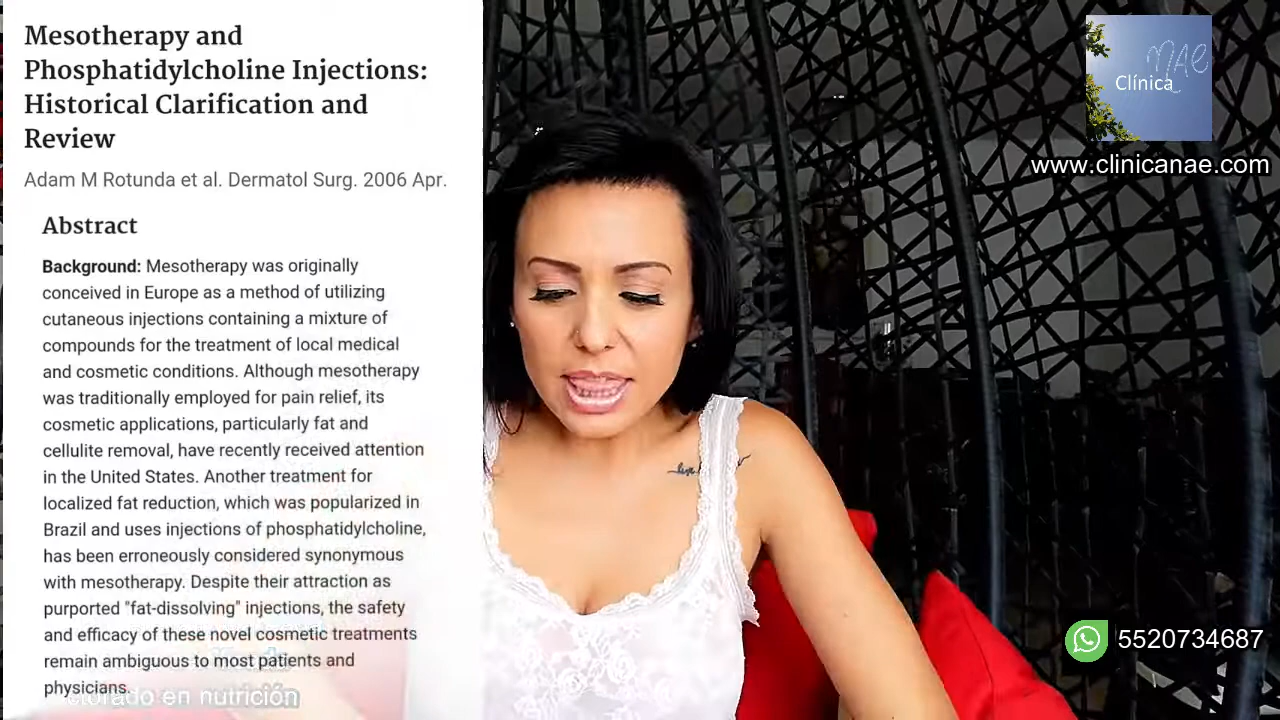 Mesotherapy and
Phosphatidylcholine Injections:
Historical Clarification and
Review
Adam M Rotunda et al. Dermatol Surg. 2006 Apr.
Abstract
Background: Mesotherapy was originally
conceived in Europe as a method of utilizing
cutaneous injections containing a mixture of
compounds for the treatment of local medical
and cosmetic conditions. Although mesotherapy
was traditionally employed for pain relief, its
cosmetic applications, particularly fat and
cellulite removal, have recently received attention
in the United States. Another treatment for
localized fat reduction, which was popularized in
Brazil and uses injections of phosphatidylcholine,
has been erroneously considered synonymous
with mesotherapy. Despite their attraction as
purported "fat-dissolving" injections, the safety
and efficacy of these novel cosmetic treatments
remain ambiguous to most patients and
physicians.
en nutrición
NAE
Clínica
www.clinicanae.com
5520734687